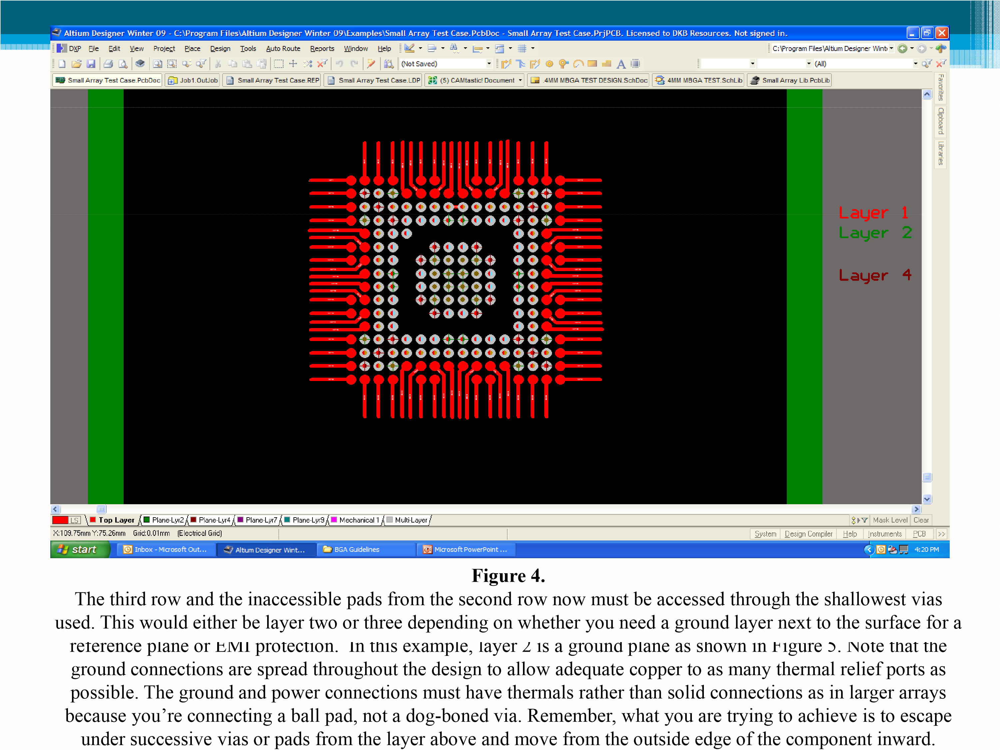 Altium Designer Winter 09 - C:\Program Files\Altium Designer Winter 09\Examples\Small Array Test Case.PcbDoc - Small Array Test Case.PrjPCB. Licensed to DKB Resources. Not signed in.
DXP File Edit View Project Place Design Tools Auto Route Reports Window Help C:\Program Files\Altium Designer Wint
(Not Saved) A (All)
Small Array Test Case.PcbDoc Job1.OutJob Small Array Test Case.REP Small Array Test Case.LDP (5) CAMtastic! Document .4MM MBGA TEST DESIGN.SchDoc 4MM MBGA TEST.SchLib Small Array Lib.PcbLib
Favorites
Clipboard
Libraries
Layer 1
Layer 2
Layer 4
LS Top Layer Plane-Lyr2 Plane-Lyr4 Plane-Lyr7 Plane-Lyr9 Mechanical 1 Multi-Layer Mask Level Clear
X:109.75mm Y:75.26mm Grid:0.01mm (Electrical Grid) System Design Compiler Help Instruments PCB >>
start Inbox - Microsoft Out... Altium Designer Wint... BGA Guidelines Microsoft PowerPoint ... 4:20 PM
Figure 4.
The third row and the inaccessible pads from the second row now must be accessed through the shallowest vias
used. This would either be layer two or three depending on whether you need a ground layer next to the surface for a
reference plane or EMI protection. In this example, layer 2 is a ground plane as shown in Figure 5. Note that the
ground connections are spread throughout the design to allow adequate copper to as many thermal relief ports as
possible. The ground and power connections must have thermals rather than solid connections as in larger arrays
because you’re connecting a ball pad, not a dog-boned via. Remember, what you are trying to achieve is to escape
under successive vias or pads from the layer above and move from the outside edge of the component inward.